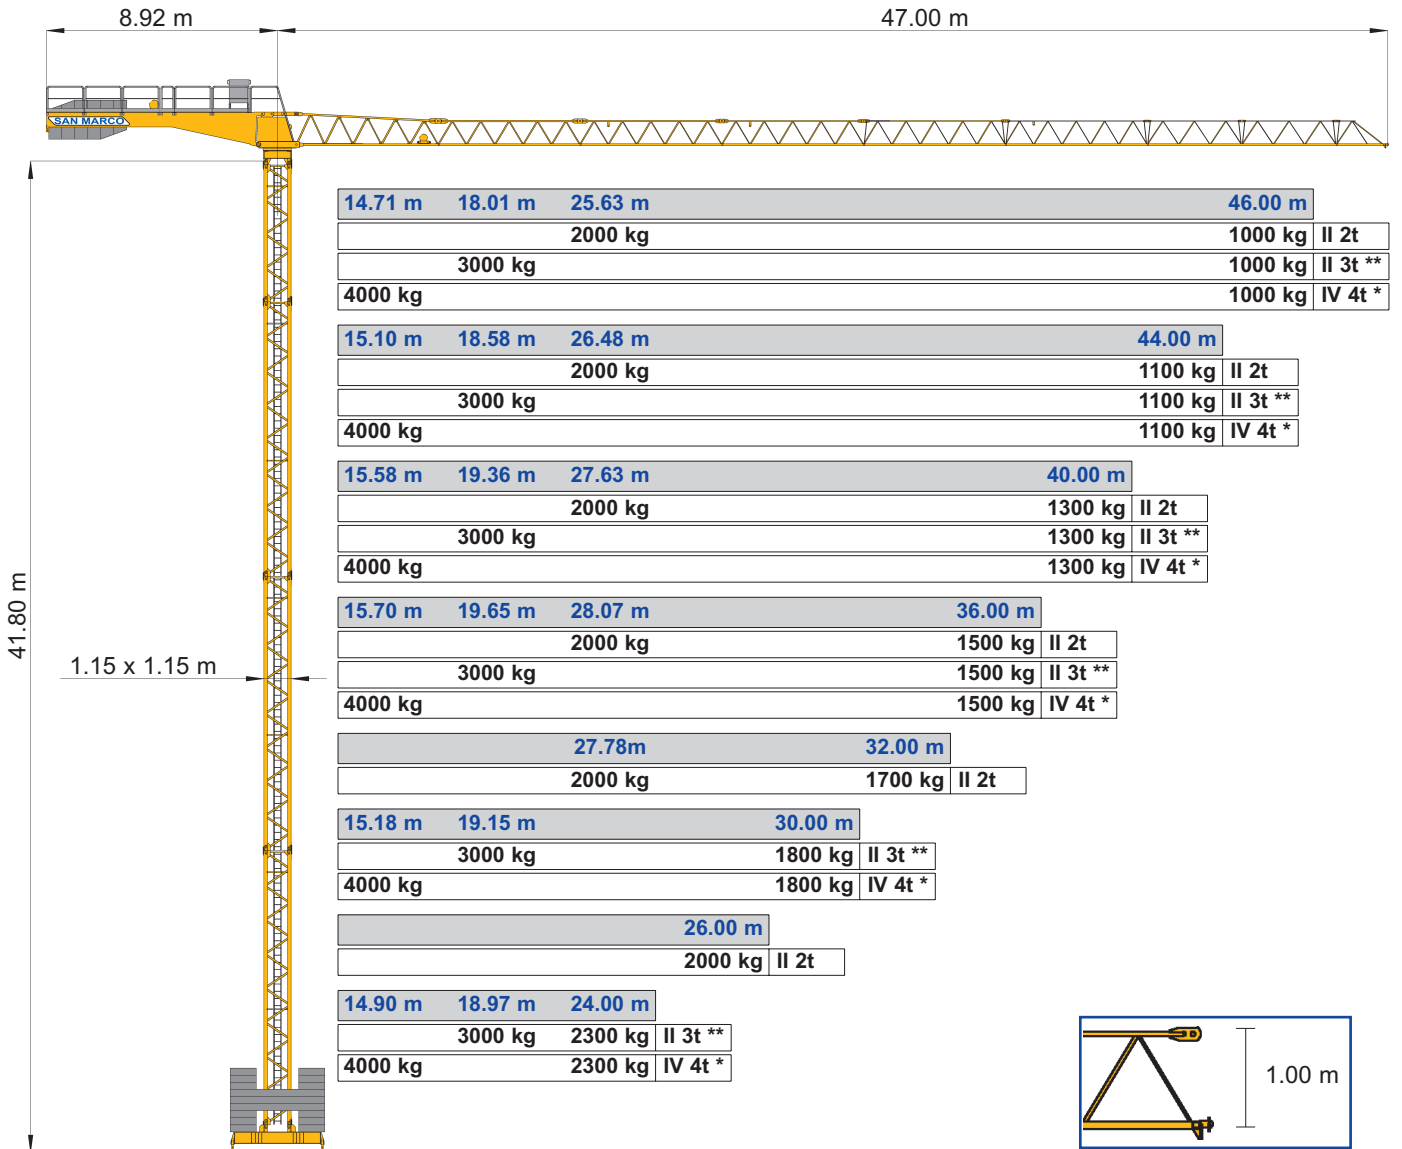 8.92 m 47.00 m
SAN MARCO
14.71 m 18.01 m 25.63 m 46.00 m
2000 kg 1000 kg II 2t
3000 kg 1000 kg II 3t **
4000 kg 1000 kg IV 4t *
15.10 m 18.58 m 26.48 m 44.00 m
2000 kg 1100 kg II 2t
3000 kg 1100 kg II 3t **
4000 kg 1100 kg IV 4t *
15.58 m 19.36 m 27.63 m 40.00 m
2000 kg 1300 kg II 2t
3000 kg 1300 kg II 3t **
4000 kg 1300 kg IV 4t *
41.80 m
15.70 m 19.65 m 28.07 m 36.00 m
2000 kg 1500 kg II 2t
1.15 x 1.15 m
3000 kg 1500 kg II 3t **
4000 kg 1500 kg IV 4t *
27.78m 32.00 m
2000 kg 1700 kg II 2t
15.18 m 19.15 m 30.00 m
3000 kg 1800 kg II 3t **
4000 kg 1800 kg IV 4t *
26.00 m
2000 kg II 2t
14.90 m 18.97 m 24.00 m
3000 kg 2300 kg II 3t **
4000 kg 2300 kg IV 4t *
1.00 m